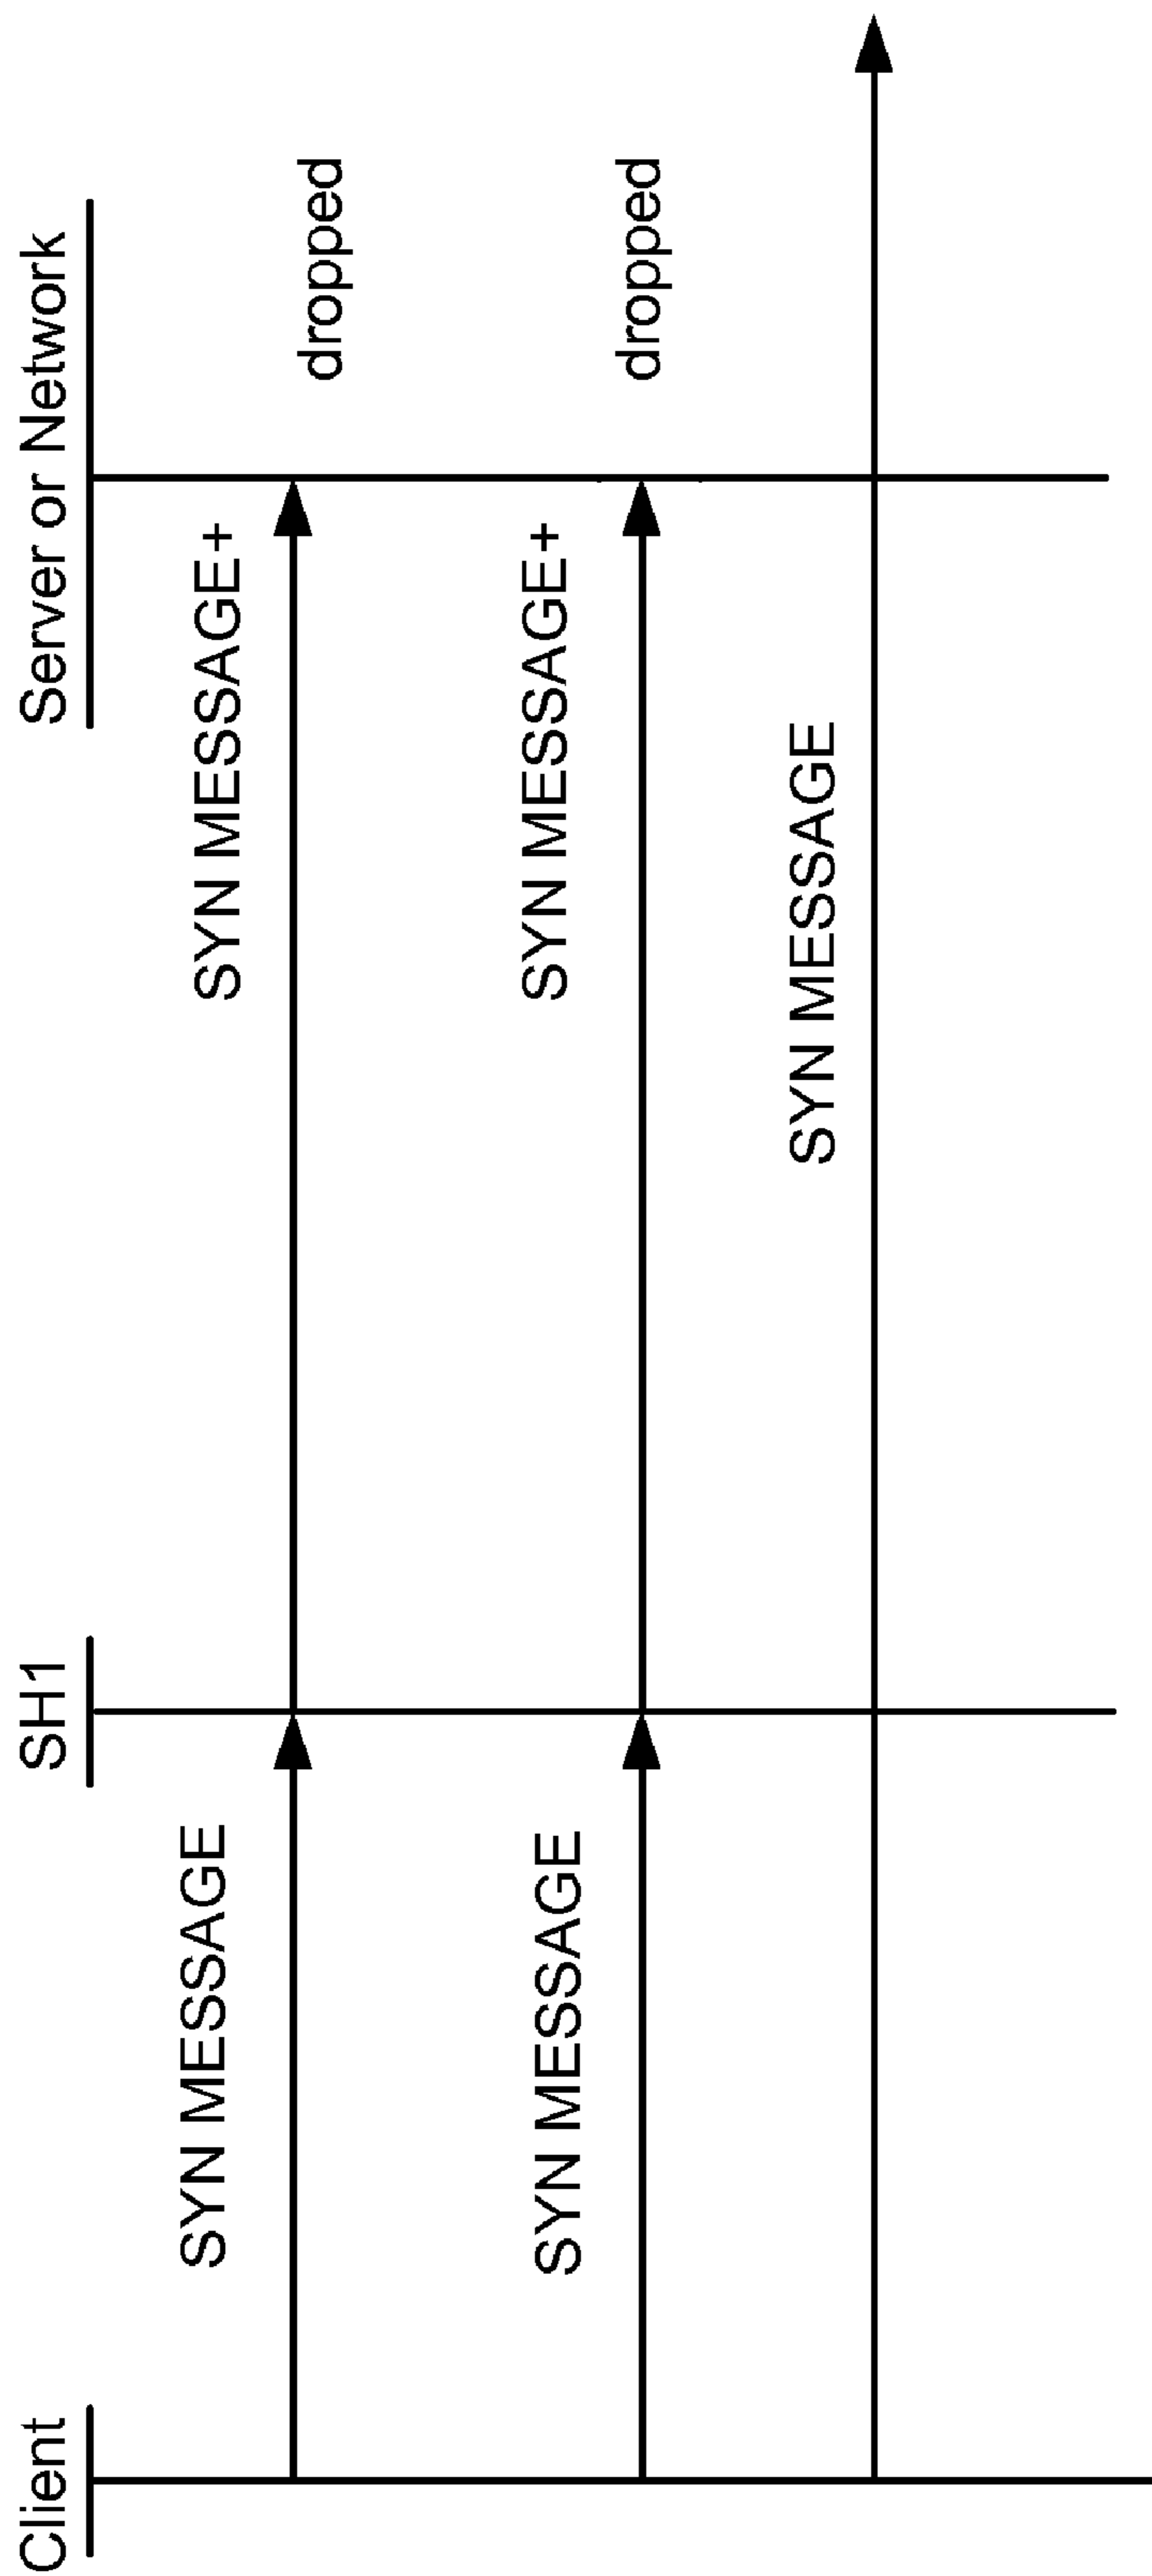 Client
SH1
Server or Network
SYN MESSAGE
SYN MESSAGE+
dropped
SYN MESSAGE
SYN MESSAGE+
dropped
SYN MESSAGE